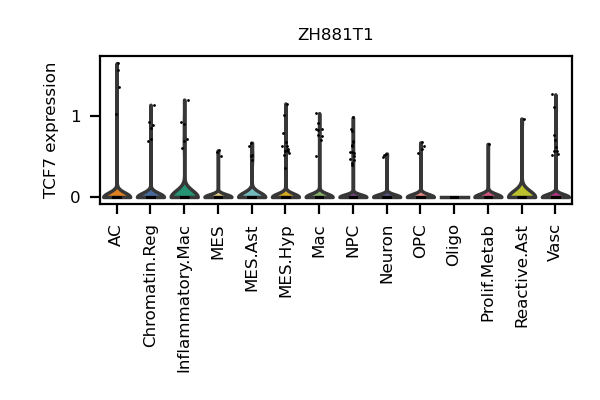 ZH881T1
TCF7 expression
1
0
AC
Chromatin.Reg
Inflammatory.Mac
MES
MES.Ast
MES.Hyp
Mac
NPC
Neuron
OPC
Oligo
Prolif.Metab
Reactive.Ast
Vasc